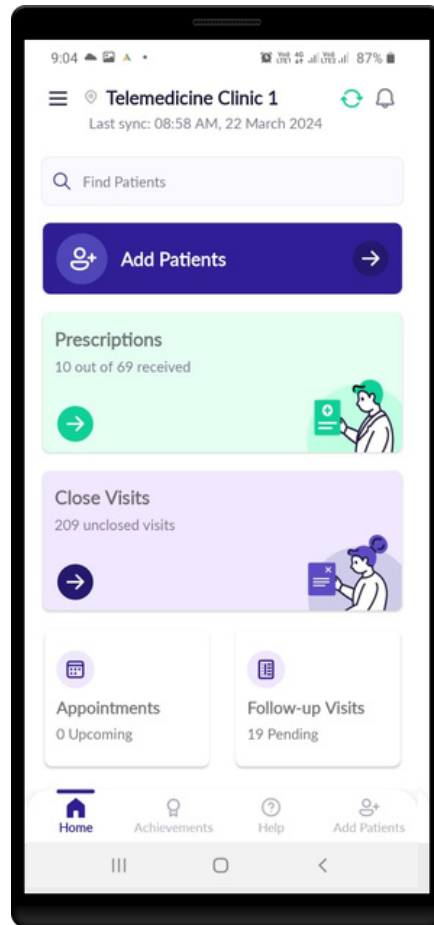 9:04
87%
Telemedicine Clinic 1
Last sync: 08:58 AM, 22 March 2024
Find Patients
Add Patients
Prescriptions
10 out of 69 received
Close Visits
209 unclosed visits
Appointments
0 Upcoming
Follow-up Visits
19 Pending
Home
Achievements
Help
Add Patients